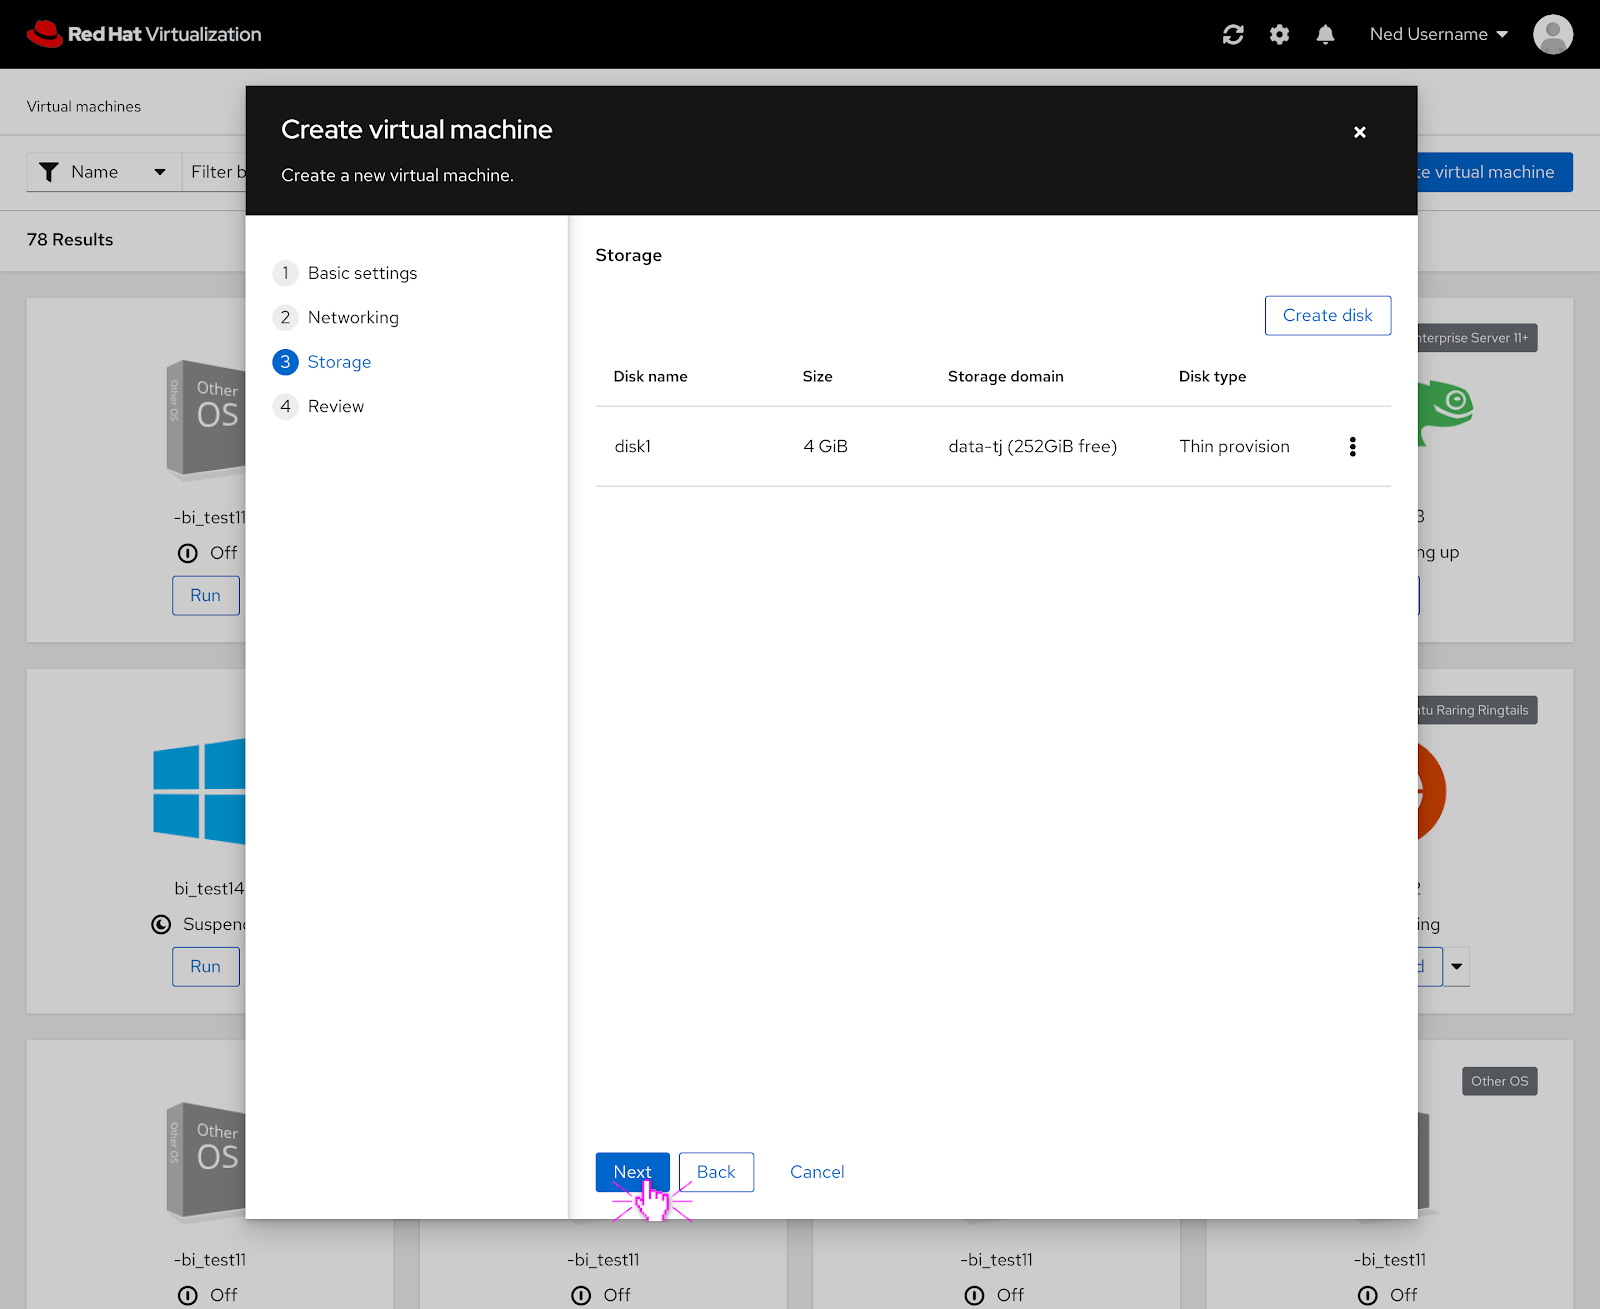 Red Hat Virtualization
Ned Username
Virtual machines
Name
Filter b
te virtual machine
78 Results
Create virtual machine
Create a new virtual machine.
1 Basic settings
2 Networking
3 Storage
4 Review
Storage
Create disk
Disk name Size Storage domain Disk type
disk1 4 GiB data-tj (252GiB free) Thin provision
Next Back Cancel
Other OS
Other
OS
-bi_test11
Off
Run
nterprise Server 11+
3
ng up
bi_test14
Suspend
Run
ntu Raring Ringtails
2
ing
d
Other OS
Other
OS
Other OS
-bi_test11 -bi_test11 -bi_test11 -bi_test11
Off Off Off Off